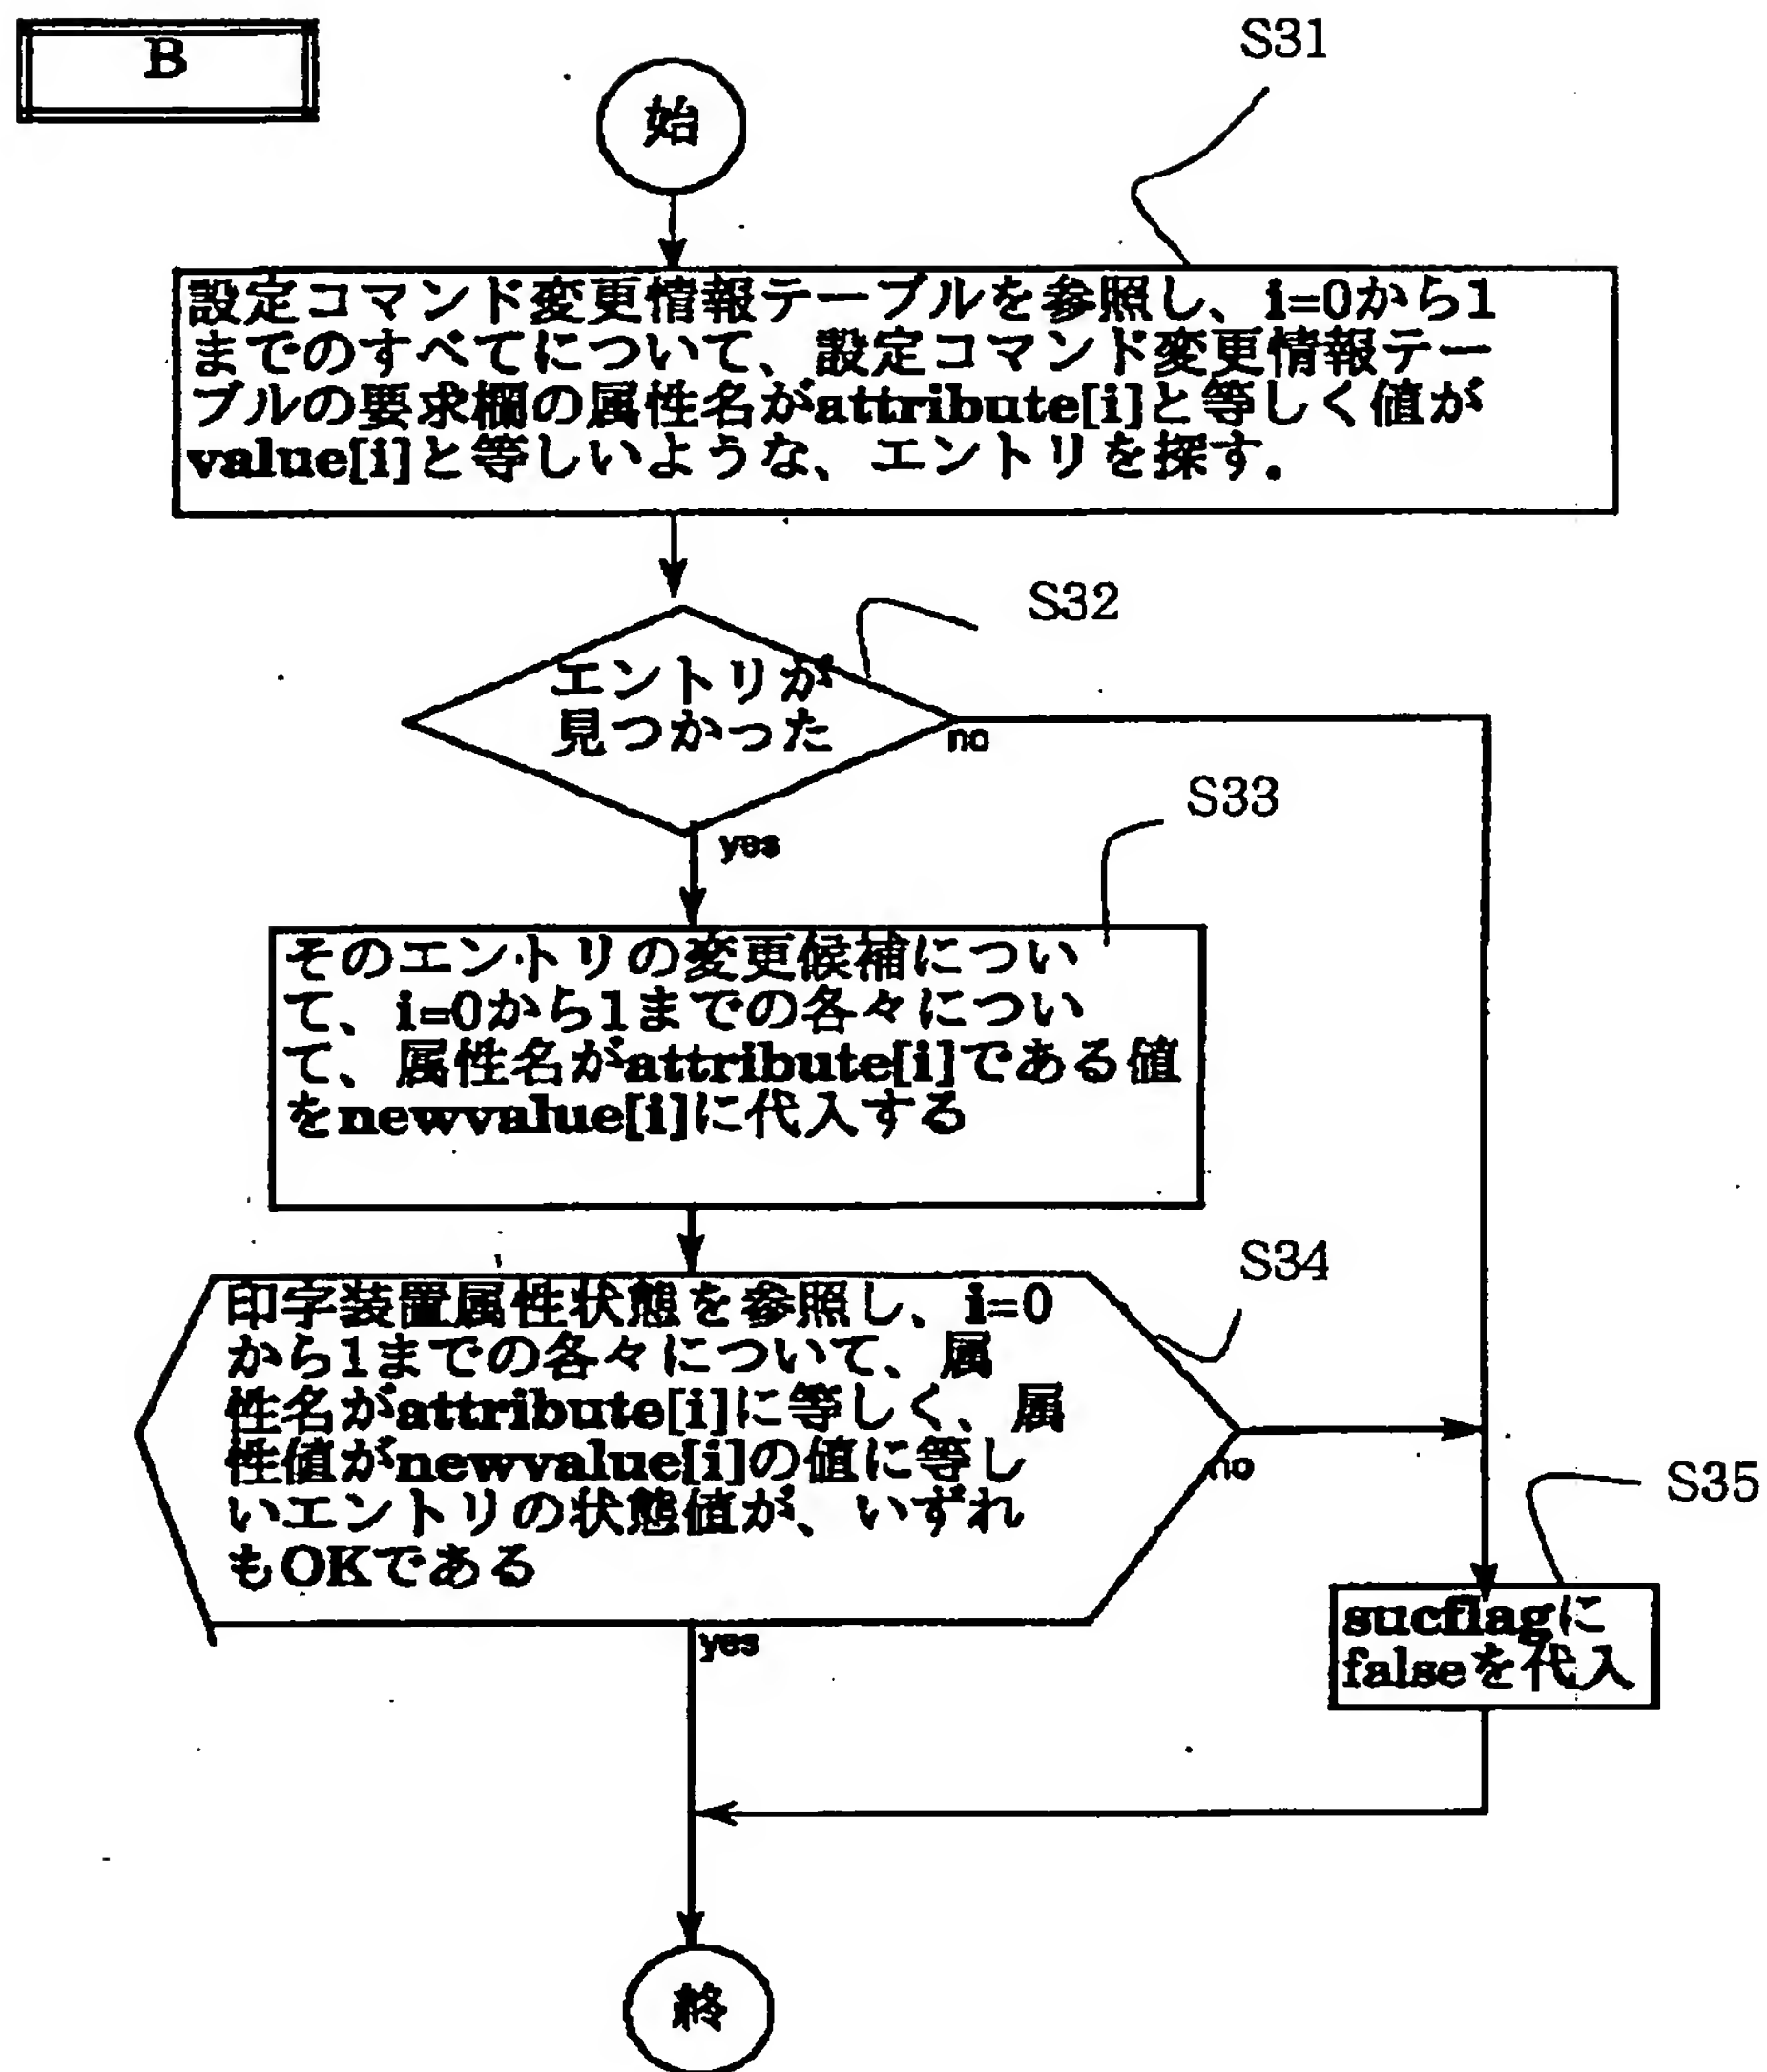 B
S31
始
設定コマンド変更情報テーブルを参照し、i=0から1
までのすべてについて、設定コマンド変更情報テー
ブルの要求欄の属性名がattribute[i]と等しく値が
value[i]と等しいような、エントリを探す。
S32
エントリが
見つかった
no
yes
S33
そのエントリの変更候補につい
て、i=0から1までの各々につい
て、属性名がattribute[i]である値
をnewvalue[i]に代入する
S34
印字装置属性状態を参照し、i=0
から1までの各々について、属
性名がattribute[i]に等しく、属
性値がnewvalue[i]の値に等し
いエントリの状態値が、いずれ
もOKである
no
yes
S35
sucflagに
falseを代入
終